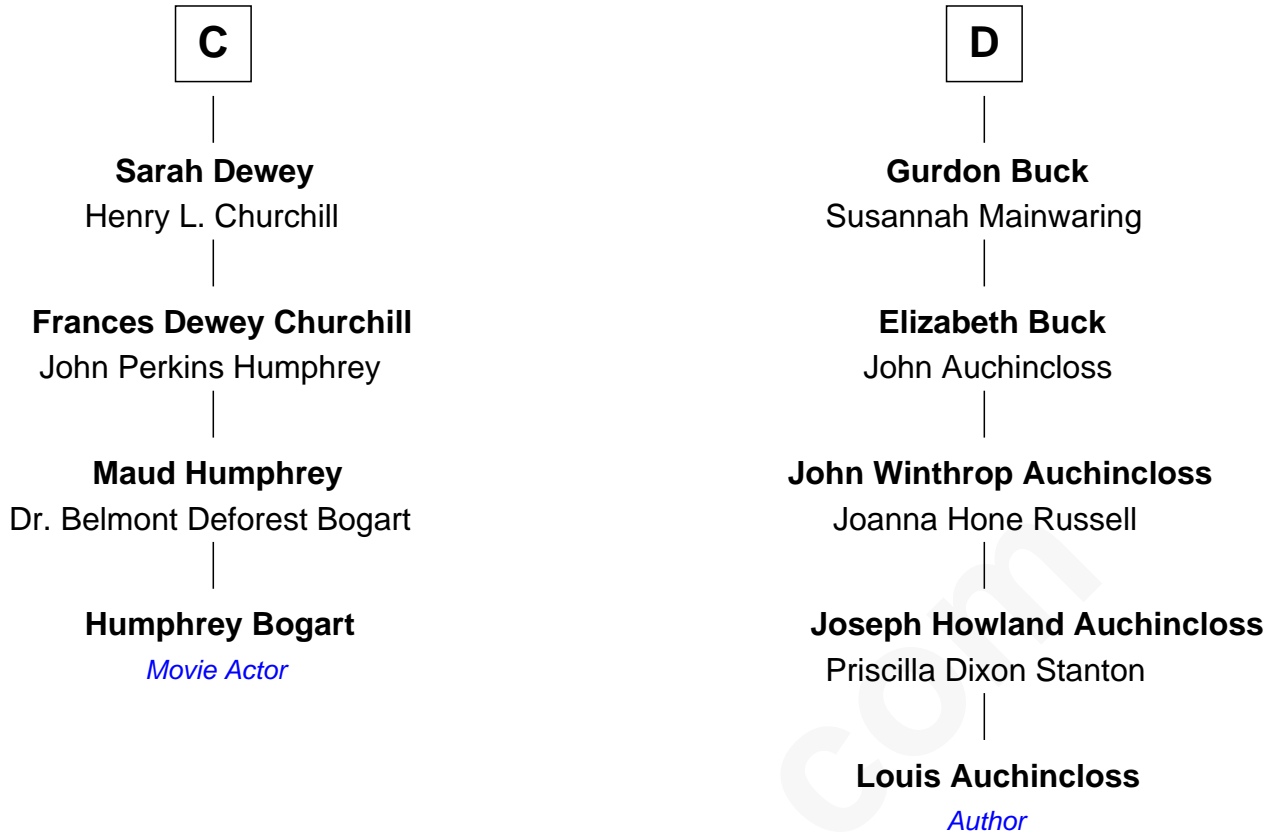 C
Sarah Dewey
Henry L. Churchill
Frances Dewey Churchill
John Perkins Humphrey
Maud Humphrey
Dr. Belmont Deforest Bogart
Humphrey Bogart
Movie Actor
D
Gurdon Buck
Susannah Mainwaring
Elizabeth Buck
John Auchincloss
John Winthrop Auchincloss
Joanna Hone Russell
Joseph Howland Auchincloss
Priscilla Dixon Stanton
Louis Auchincloss
Author
com